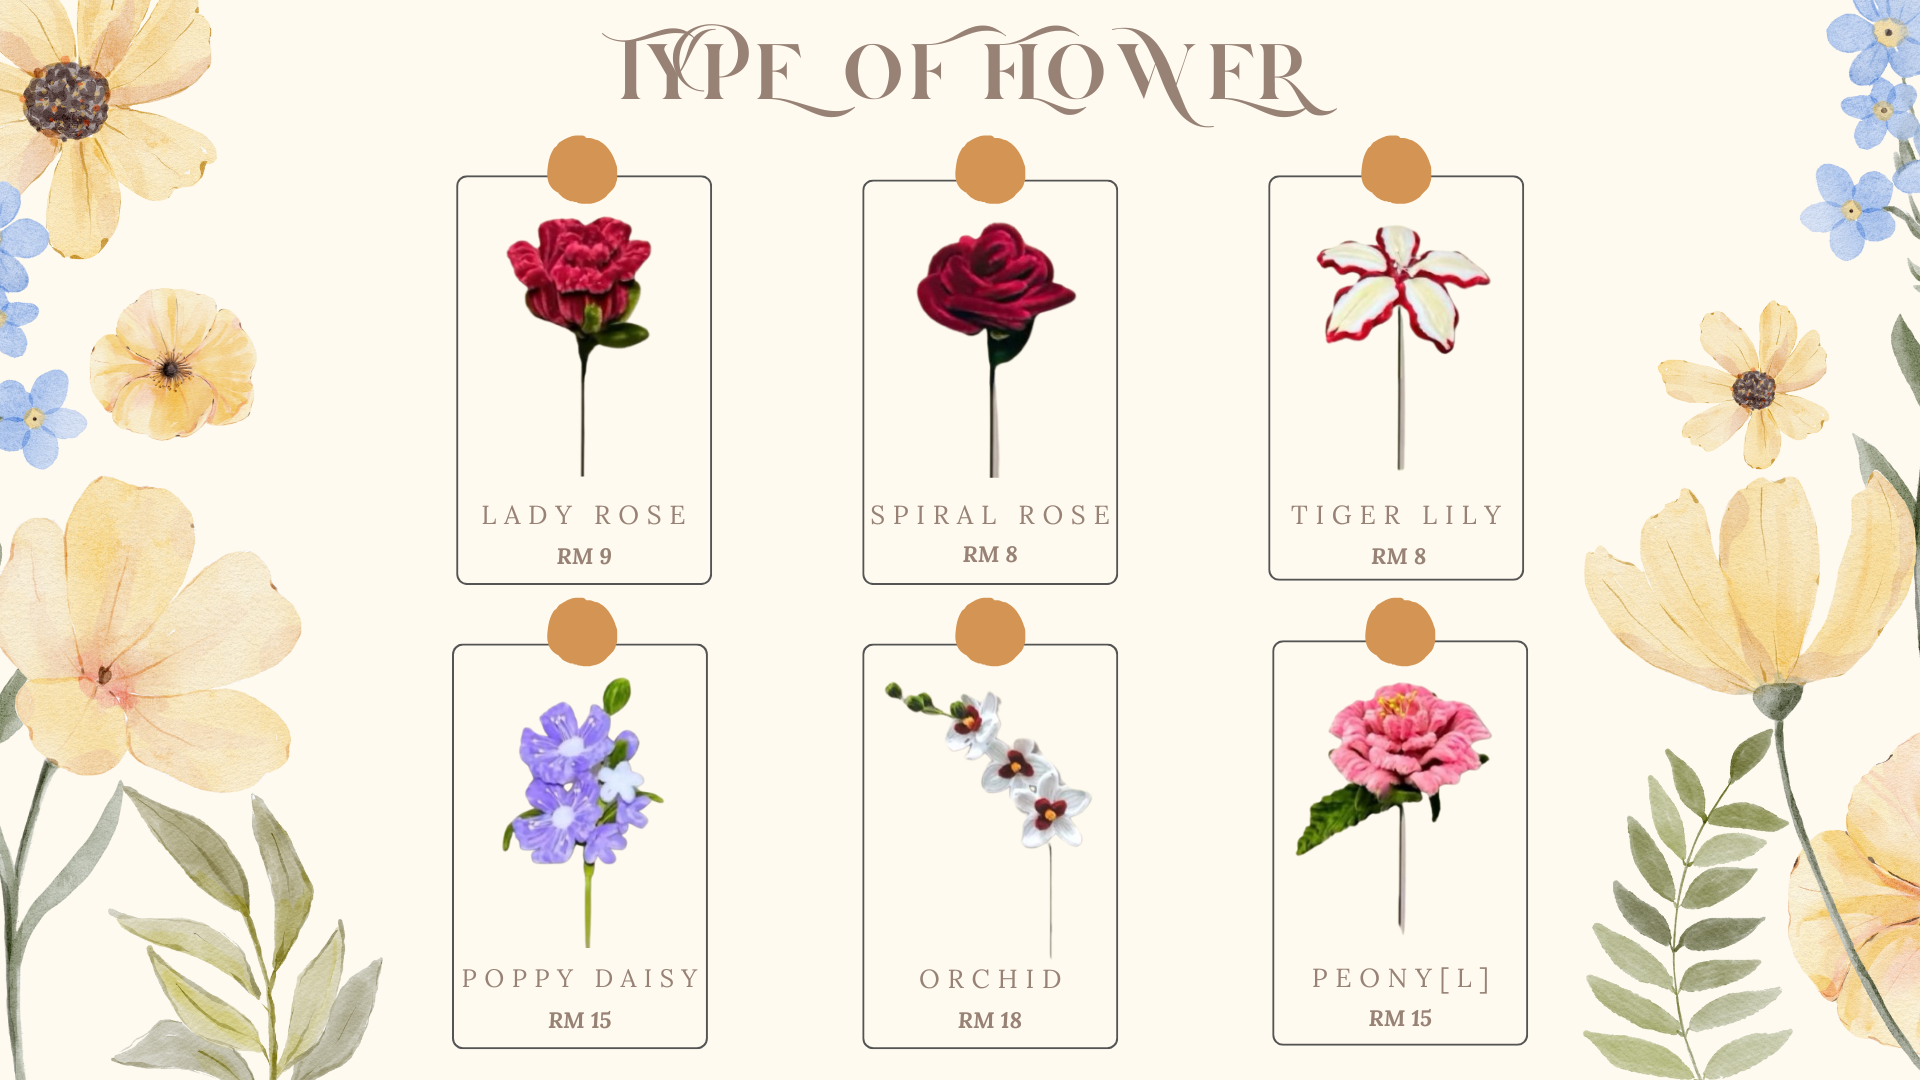 TYPE OF FLOWER
LADY ROSE
RM 9
SPIRAL ROSE
RM 8
TIGER LILY
RM 8
POPPY DAISY
RM 15
ORCHID
RM 18
PEONY[L]
RM 15